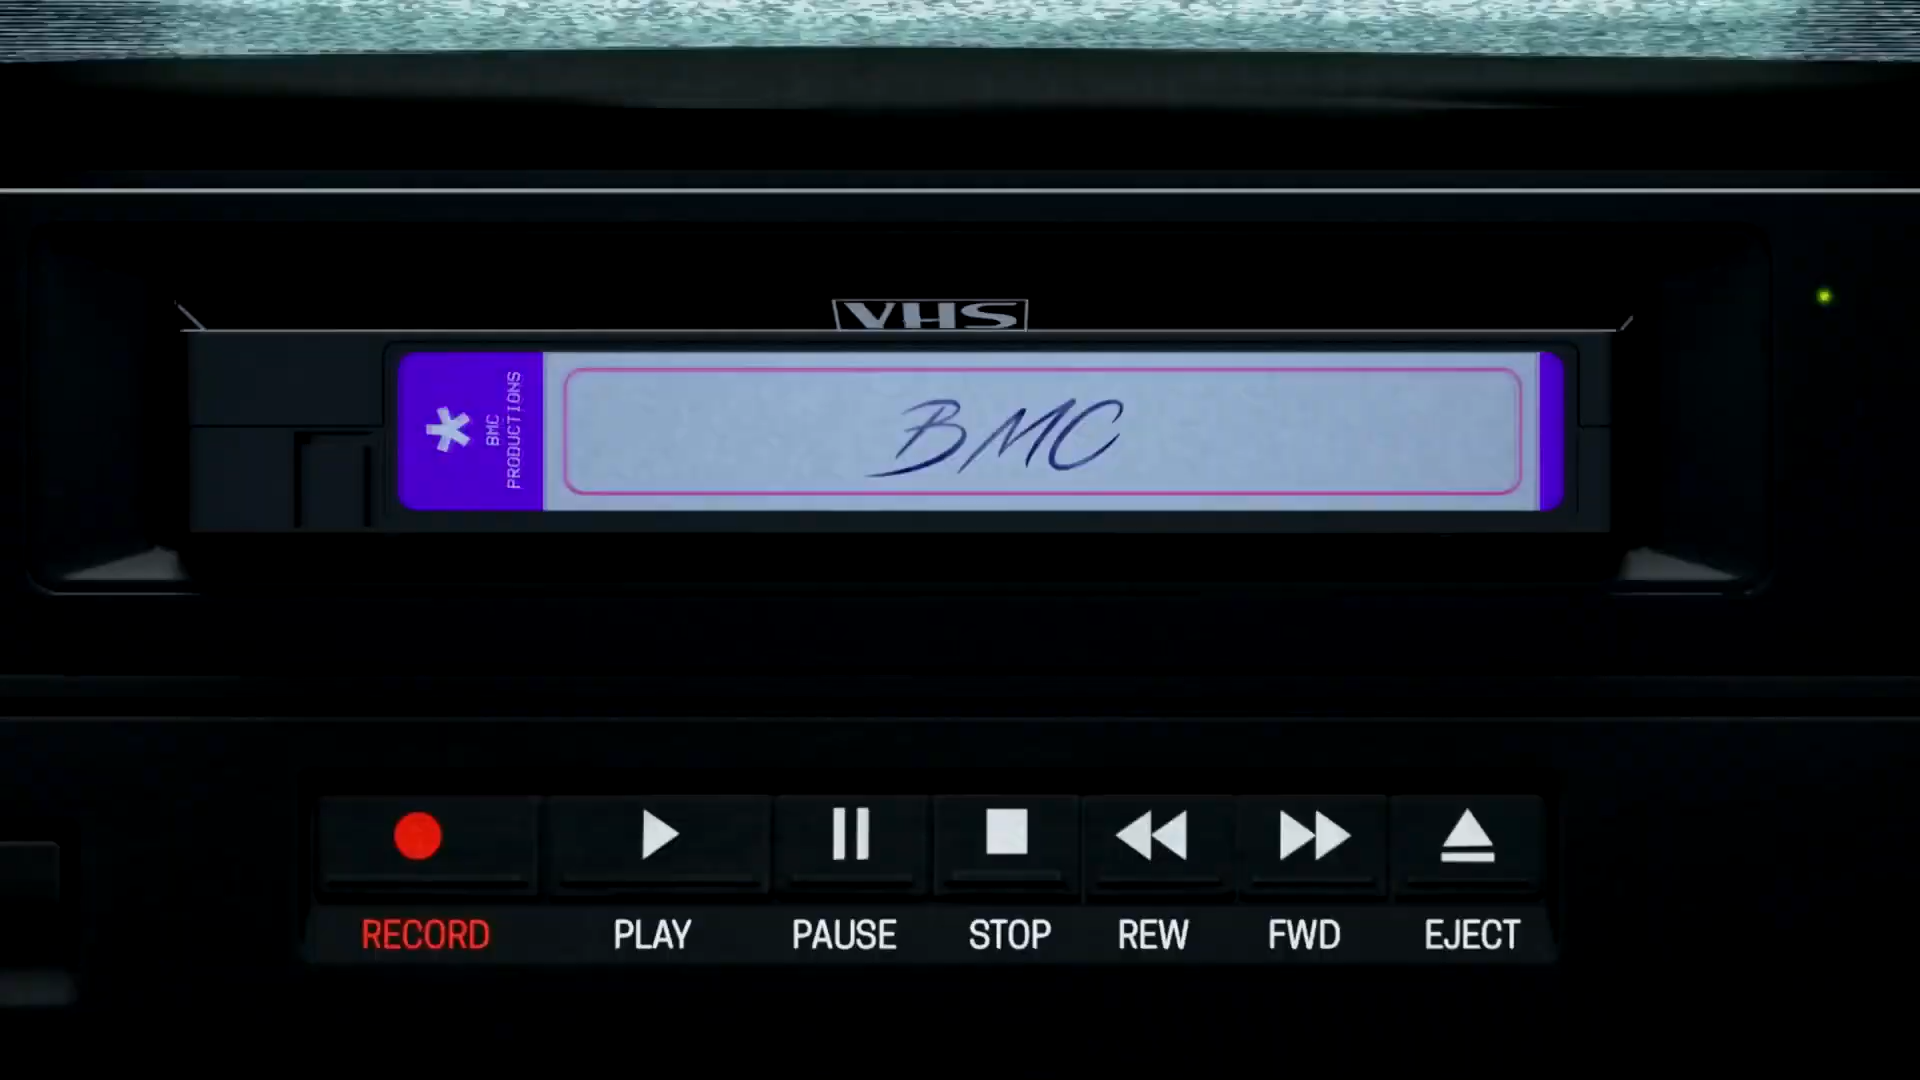 VHS
BMC
PRODUCTIONS
BMC
RECORD
PLAY
PAUSE
STOP
REW
FWD
EJECT